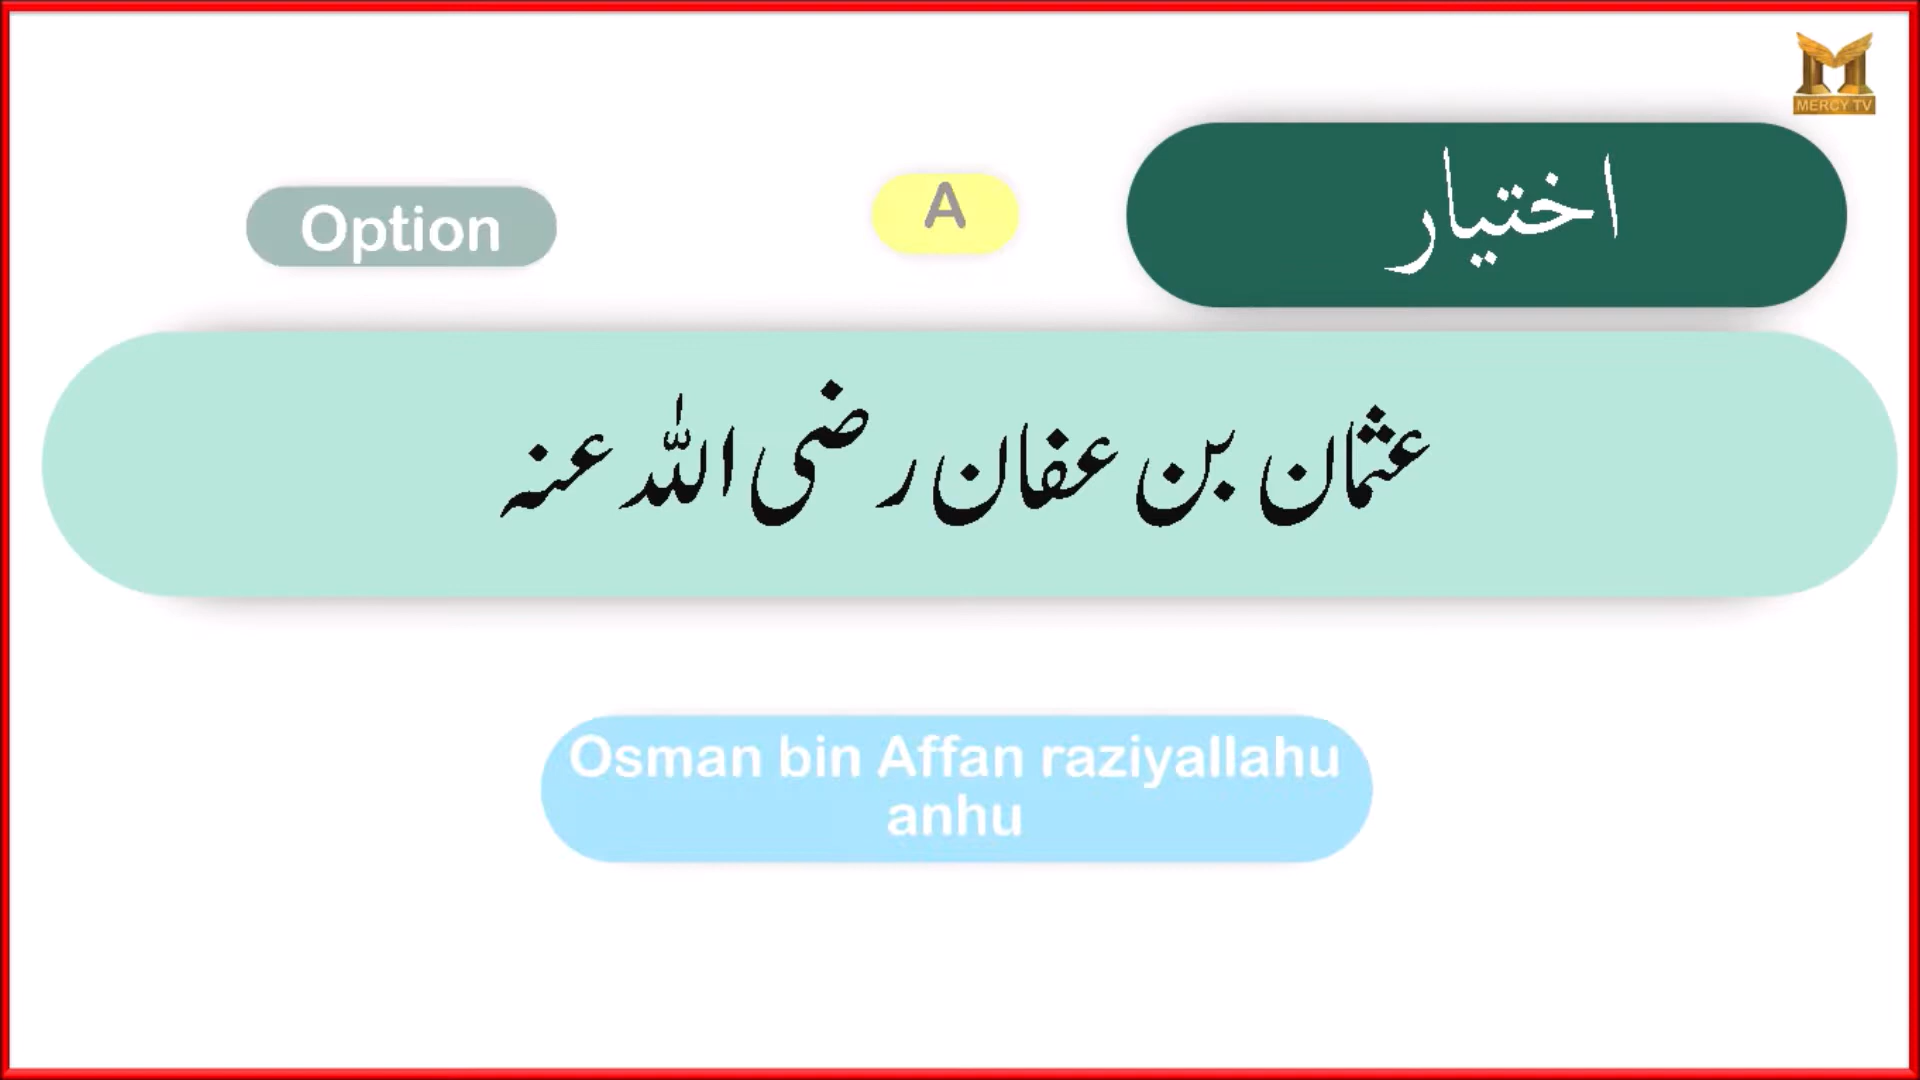 MERCY TV
Option
A
اختیار
عثمان بن عفان رضی اللہ عنہ
Osman bin Affan raziyallahu
anhu